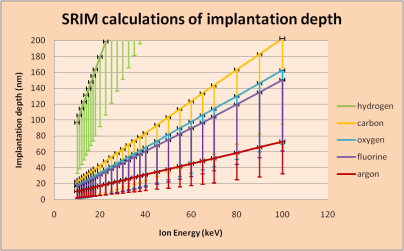 SRIM calculations of implantation depth
Implantation depth (nm)
200
180
160
140
120
100
80
60
40
20
0
0 20 40 60 80 100 120
Ion Energy (keV)
hydrogen
carbon
oxygen
fluorine
argon